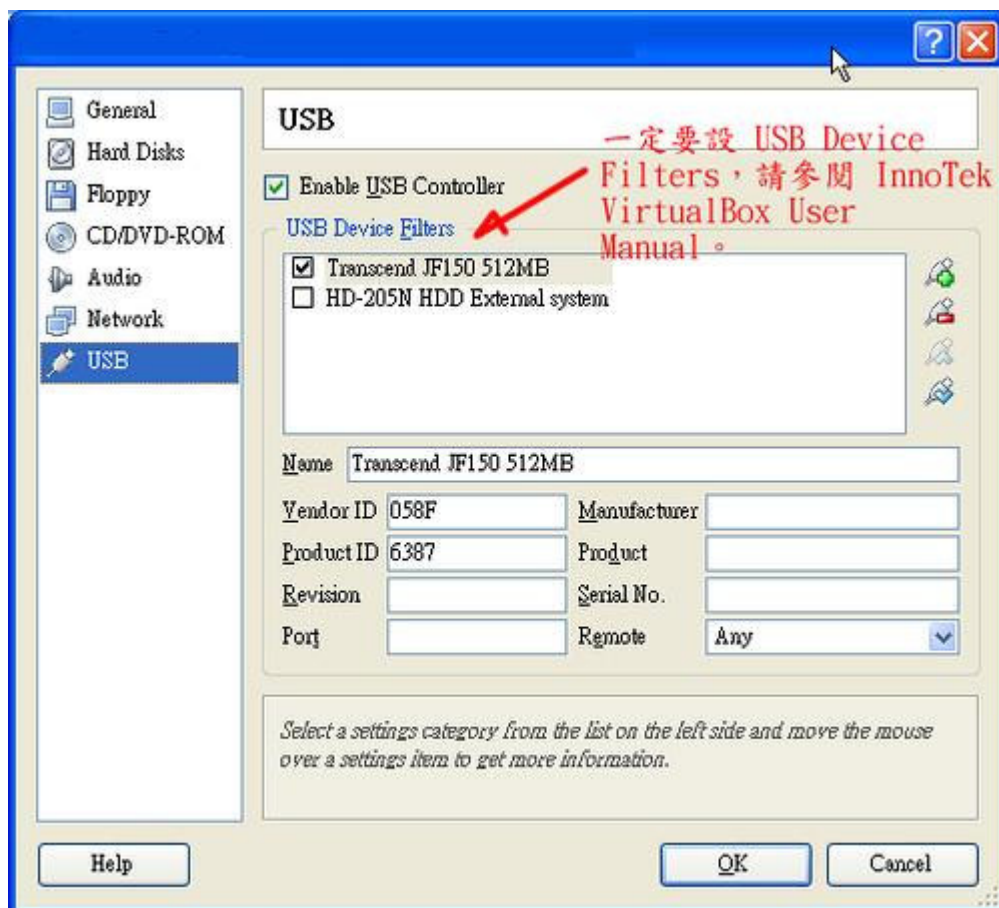 General
Hard Disks
Floppy
CD/DVD-ROM
Audio
Network
USB
USB
一定要設 USB Device
Filters，請參閱 InnoTek
VirtualBox User
Manual。
Enable USB Controller
USB Device Filters
Transcend JF150 512MB
HD-205N HDD External system
Name Transcend JF150 512MB
Vendor ID 058F Manufacturer
Product ID 6387 Product
Revision Serial No.
Port Remote Any
Select a settings category from the list on the left side and move the mouse
over a settings item to get more information.
Help OK Cancel